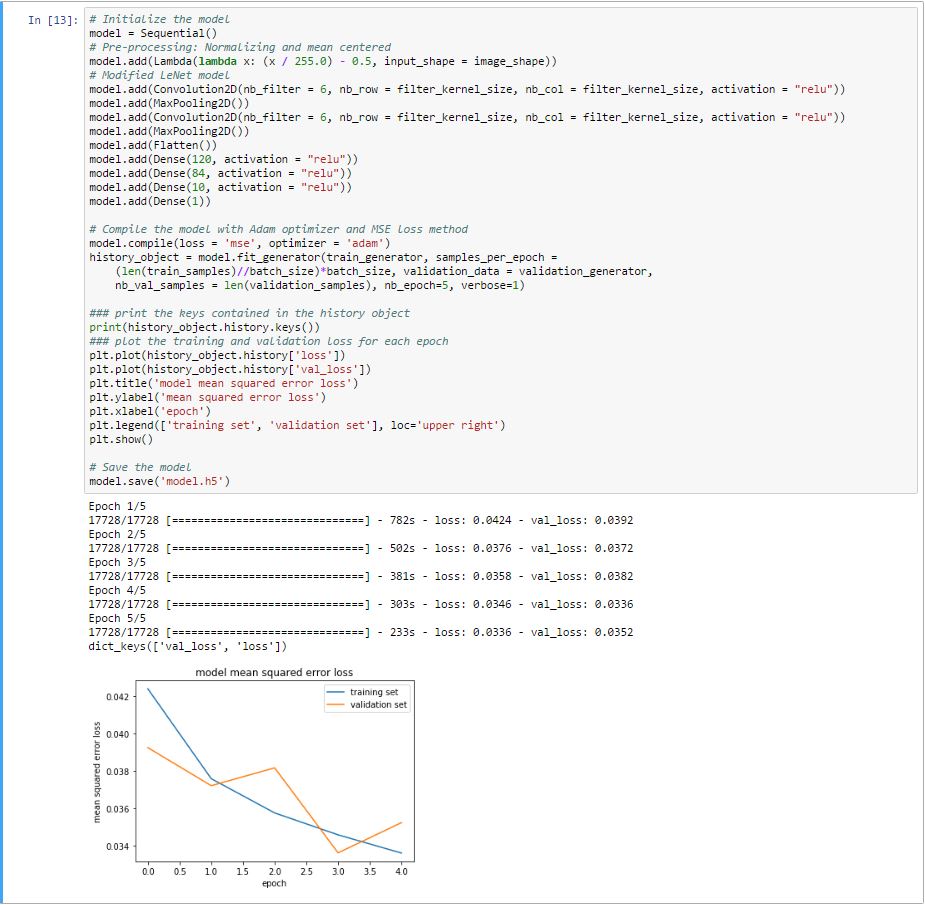 In [13]:
# Initialize the model
model = Sequential()
# Pre-processing: Normalizing and mean centered
model.add(Lambda(lambda x: (x / 255.0) - 0.5, input_shape = image_shape))
# Modified LeNet model
model.add(Convolution2D(nb_filter = 6, nb_row = filter_kernel_size, nb_col = filter_kernel_size, activation = "relu"))
model.add(MaxPooling2D())
model.add(Convolution2D(nb_filter = 6, nb_row = filter_kernel_size, nb_col = filter_kernel_size, activation = "relu"))
model.add(MaxPooling2D())
model.add(Flatten())
model.add(Dense(120, activation = "relu"))
model.add(Dense(84, activation = "relu"))
model.add(Dense(10, activation = "relu"))
model.add(Dense(1))

# Compile the model with Adam optimizer and MSE Loss method
model.compile(loss = 'mse', optimizer = 'adam')
history_object = model.fit_generator(train_generator, samples_per_epoch =
    (len(train_samples)//batch_size)*batch_size, validation_data = validation_generator,
    nb_val_samples = len(validation_samples), nb_epoch=5, verbose=1)

### print the keys contained in the history object
print(history_object.history.keys())
### plot the training and validation loss for each epoch
plt.plot(history_object.history['loss'])
plt.plot(history_object.history['val_loss'])
plt.title('model mean squared error loss')
plt.ylabel('mean squared error loss')
plt.xlabel('epoch')
plt.legend(['training set', 'validation set'], loc='upper right')
plt.show()

# Save the model
model.save('model.h5')
Epoch 1/5
17728/17728 [==============================] - 782s - loss: 0.0424 - val_loss: 0.0392
Epoch 2/5
17728/17728 [==============================] - 502s - loss: 0.0376 - val_loss: 0.0372
Epoch 3/5
17728/17728 [==============================] - 381s - loss: 0.0358 - val_loss: 0.0382
Epoch 4/5
17728/17728 [==============================] - 303s - loss: 0.0346 - val_loss: 0.0336
Epoch 5/5
17728/17728 [==============================] - 233s - loss: 0.0336 - val_loss: 0.0352
dict_keys(['val_loss', 'loss'])
model mean squared error loss
training set
validation set
mean squared error loss
0.042
0.040
0.038
0.036
0.034
0.0 0.5 1.0 1.5 2.0 2.5 3.0 3.5 4.0
epoch